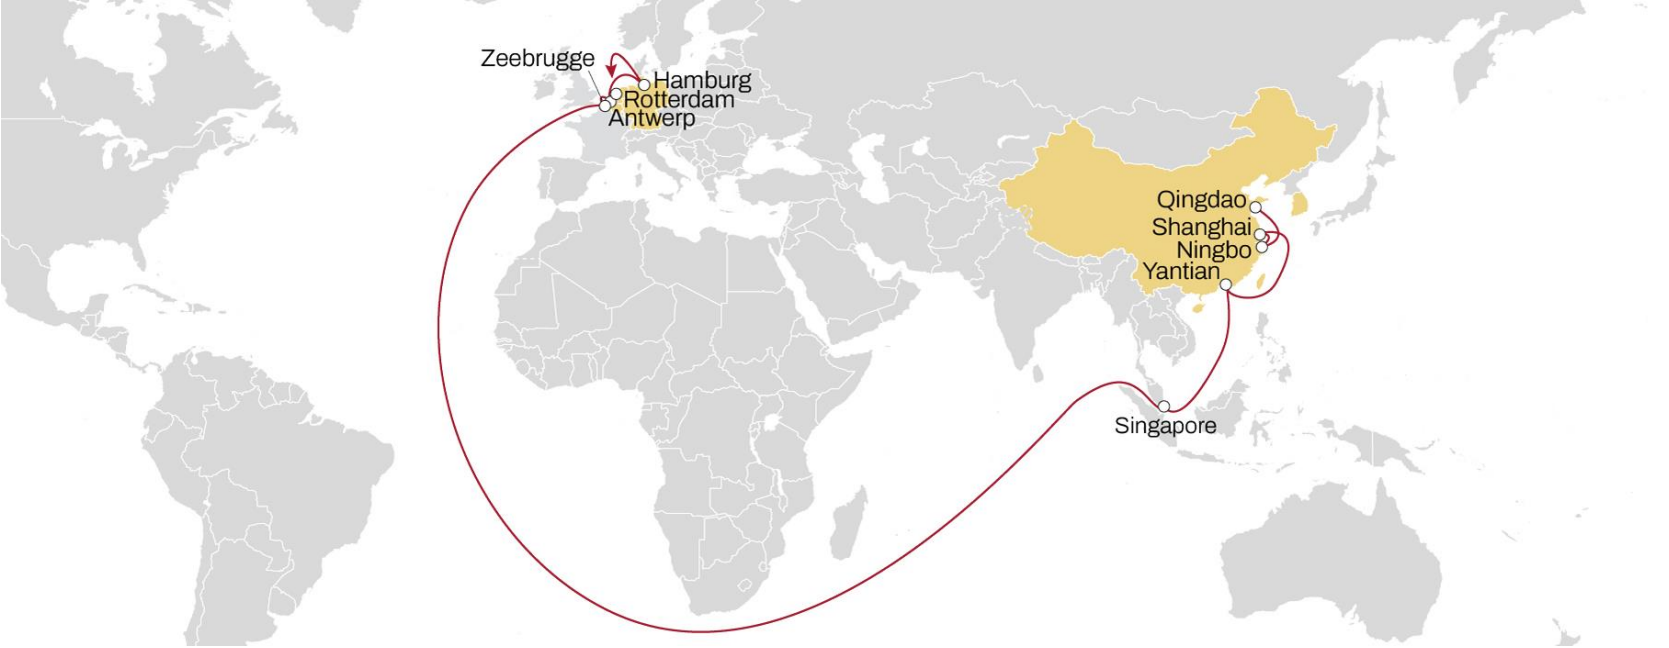 Zeebrugge
Hamburg
Rotterdam
Antwerp
Qingdao
Shanghai
Ningbo
Yantian
Singapore